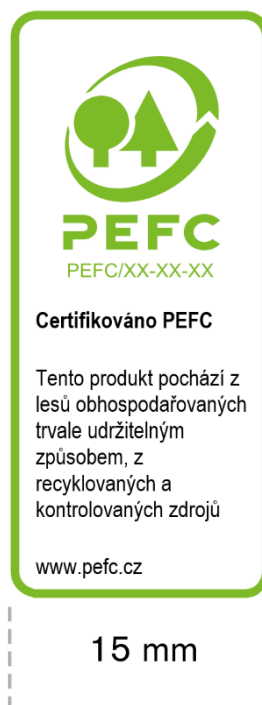 PEFC
PEFC/XX-XX-XX
Certifikováno PEFC
Tento produkt pochází z
lesů obhospodařovaných
trvale udržitelným
způsobem, z
recyklovaných a
kontrolovaných zdrojů
www.pefc.cz
15 mm